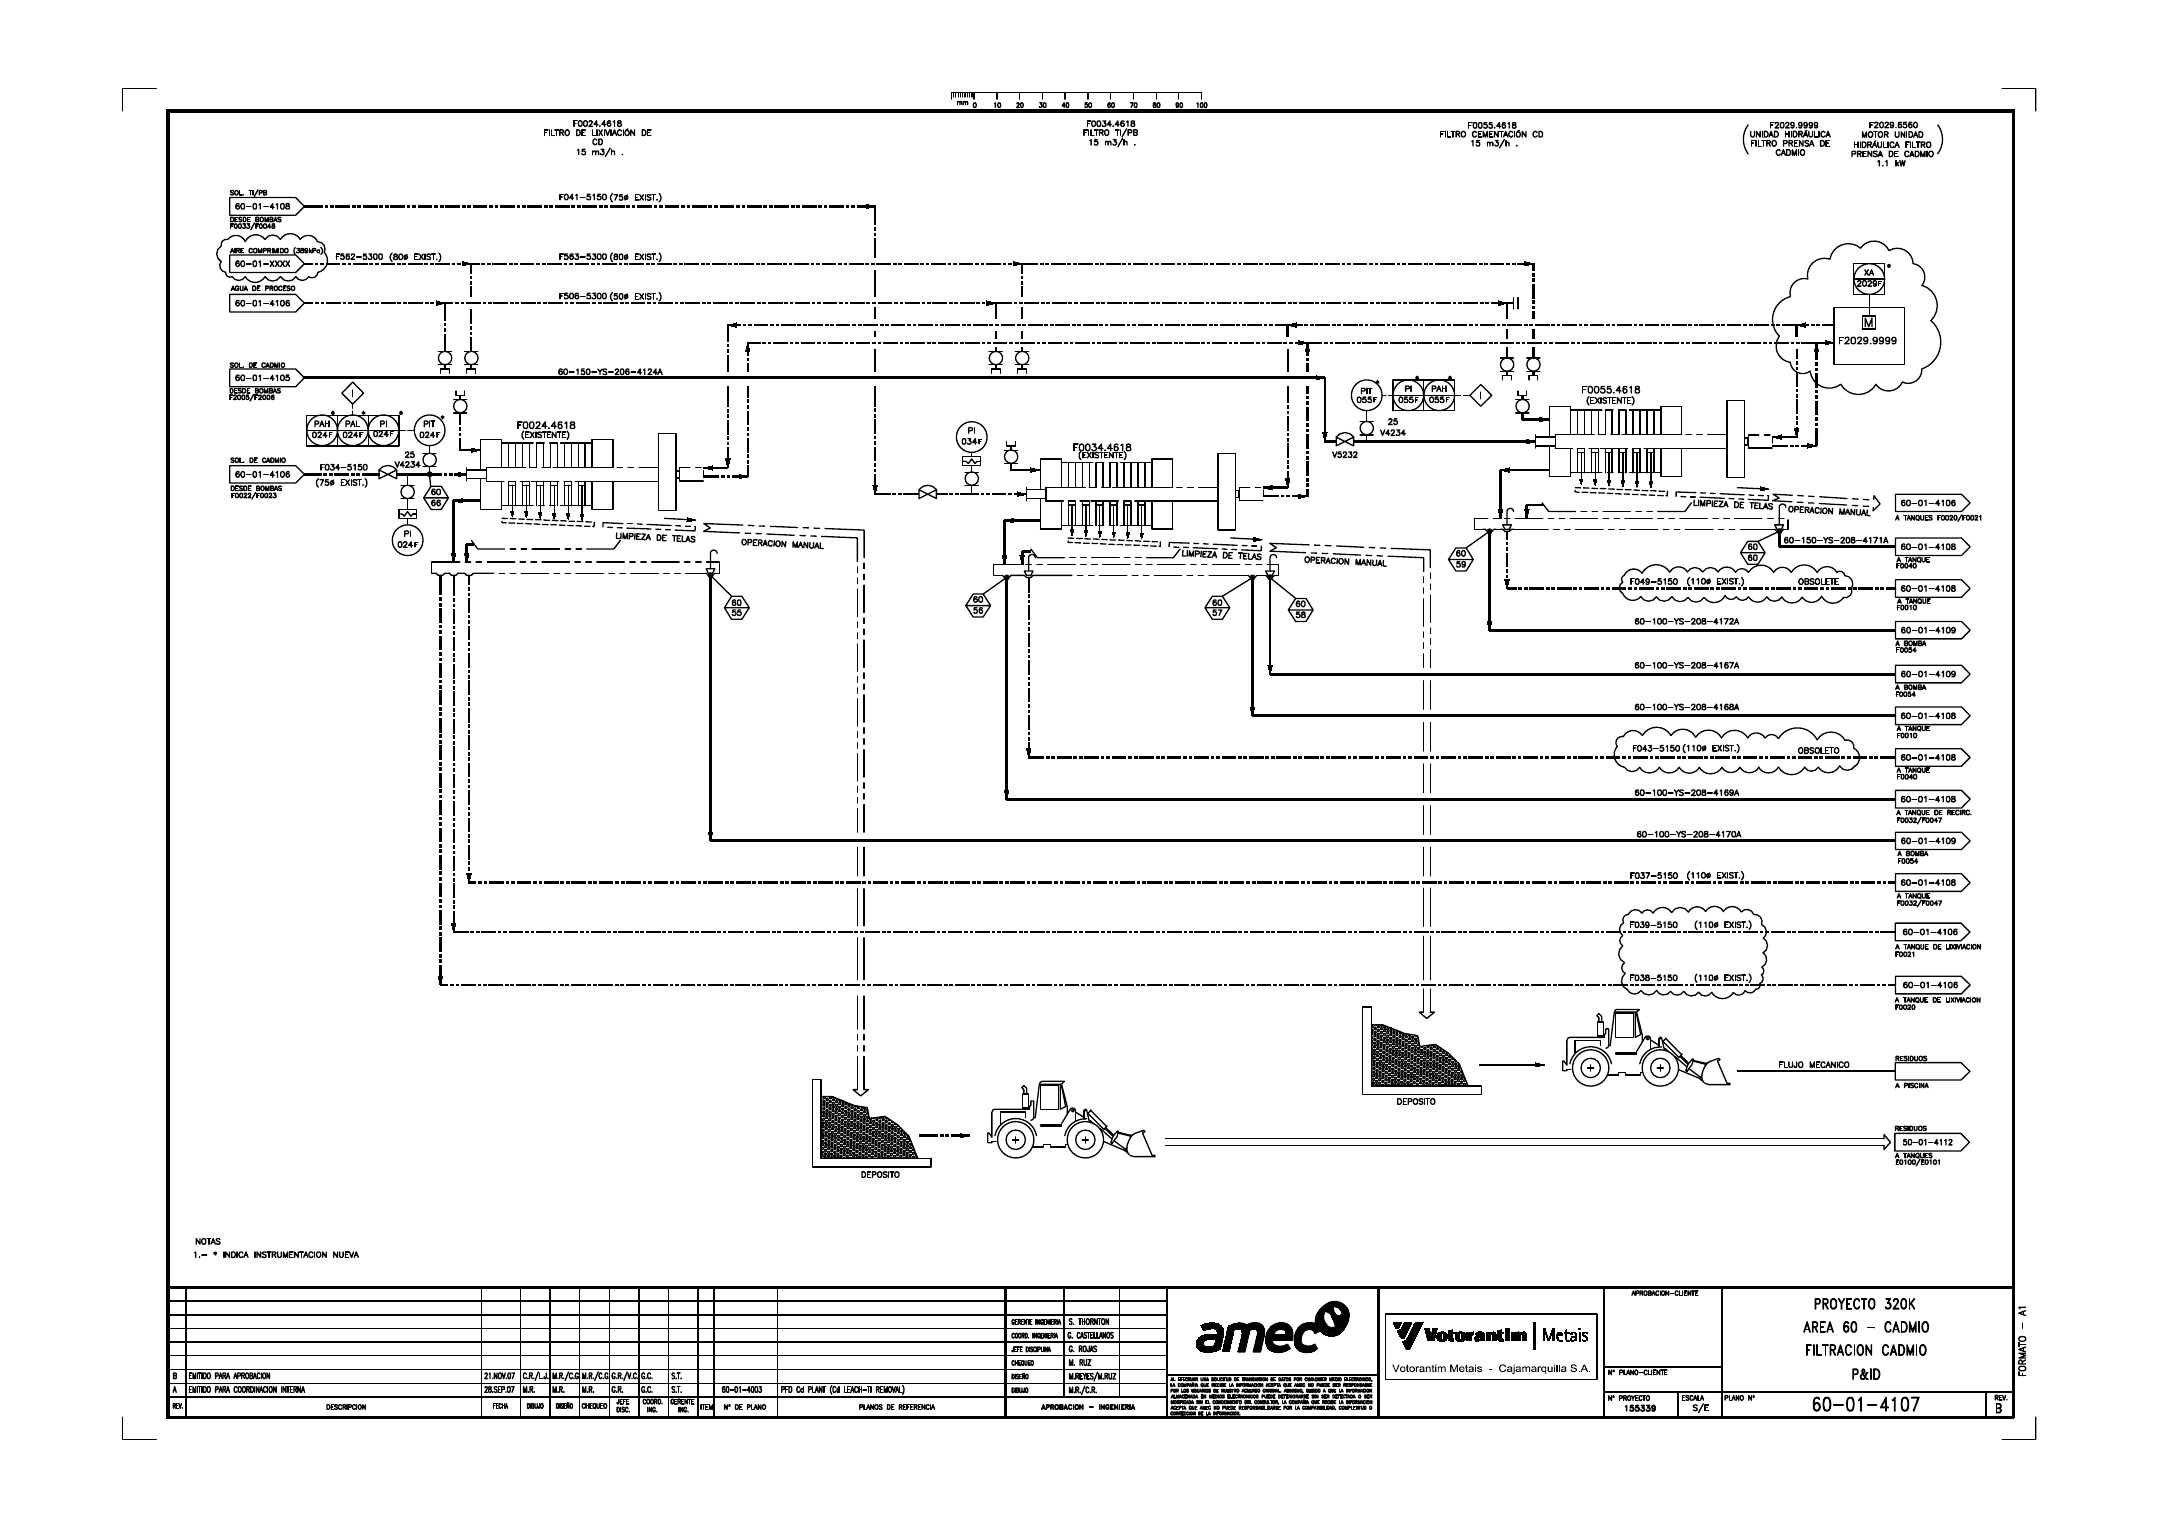 mm 0 10 20 30 40 50 60 70 80 90 100
F0024.4618
FILTRO DE LIXIVIACIÓN DE
CD
15 m3/h .
F0034.4618
FILTRO TI/PB
15 m3/h .
F0055.4618
FILTRO CEMENTACIÓN CD
15 m3/h .
F2029.9999
UNIDAD HIDRÁULICA
FILTRO PRENSA DE
CADMIO
F2029.6560
MOTOR UNIDAD
HIDRÁULICA FILTRO
PRENSA DE CADMIO
1.1 kW
SOL. TI/PB
60-01-4108
DESDE BOMBAS
F0033/F0048
F041-5150 (75ø EXIST.)
AIRE COMPRIMIDO (389kPa)
60-01-XXXX
F562-5300 (80ø EXIST.)
F563-5300 (80ø EXIST.)
AGUA DE PROCESO
60-01-4106
F506-5300 (50ø EXIST.)
XA
2029F
*
M
F2029.9999
SOL. DE CADMIO
60-01-4105
DESDE BOMBAS
F2005/F2006
60-150-YS-206-4124A
I
PAH
024F
PAL
024F
*
PI
024F
*
PIT
024F
*
25
V4234
SOL. DE CADMIO
60-01-4106
DESDE BOMBAS
F0022/F0023
F034-5150
(75ø EXIST.)
60
66
PI
024F
F0024.4618
(EXISTENTE)
LIMPIEZA DE TELAS
OPERACION MANUAL
60
55
PI
034F
F0034.4618
(EXISTENTE)
LIMPIEZA DE TELAS
OPERACION MANUAL
60
56
60
57
60
58
PIT
055F
*
PI
055F
*
PAH
055F
*
I
25
V4234
V5232
F0055.4618
(EXISTENTE)
LIMPIEZA DE TELAS
OPERACION MANUAL
60
59
60
60
60-01-4106
A TANQUES F0020/F0021
60-150-YS-208-4171A
60-01-4108
A TANQUE
F0040
F049-5150 (110ø EXIST.) OBSOLETE
60-01-4108
A TANQUE
F0010
60-100-YS-208-4172A
60-01-4109
A BOMBA
F0054
60-100-YS-208-4167A
60-01-4109
A BOMBA
F0054
60-100-YS-208-4168A
60-01-4108
A TANQUE
F0010
F043-5150 (110ø EXIST.) OBSOLETO
60-01-4108
A TANQUE
F0040
60-100-YS-208-4169A
60-01-4108
A TANQUE DE RECIRC.
F0032/F0047
60-100-YS-208-4170A
60-01-4109
A BOMBA
F0054
F037-5150 (110ø EXIST.)
60-01-4108
A TANQUE
F0032/F0047
F039-5150 (110ø EXIST.)
60-01-4106
A TANQUE DE LIXIVIACION
F0021
F038-5150 (110ø EXIST.)
60-01-4106
A TANQUE DE LIXIVIACION
F0020
DEPOSITO
FLUJO MECANICO
RESIDUOS
A PISCINA
DEPOSITO
RESIDUOS
50-01-4112
A TANQUES
E0100/E0101
NOTAS
1.- * INDICA INSTRUMENTACION NUEVA
B EMITIDO PARA APROBACION 21.NOV.07 C.R./L.J. M.R./C.G M.R./C.G G.R./V.C. G.C. S.T.
A EMITIDO PARA COORDINACION INTERNA 28.SEP.07 M.R. M.R. M.R. G.R. G.C. S.T. 60-01-4003 PFD Cd PLANT (Cd LEACH-TI REMOVAL)
REV. DESCRIPCION FECHA DIBUJO DISEÑO CHEQUEO JEFE DISC. COORD. ING. GERENTE ING. ITEM N° DE PLANO PLANOS DE REFERENCIA
GERENTE INGENIERIA S. THORNTON
COORD. INGENIERIA G. CASTELLANOS
JEFE DISCIPLINA G. ROJAS
CHEQUEO M. RUZ
DISEÑO M.REYES/M.RUZ
DIBUJO M.R./C.R.
APROBACION - INGENIERIA
amec
Votorantim | Metais
Votorantim Metais - Cajamarquilla S.A.
APROBACION-CLIENTE
N° PLANO-CLIENTE
N° PROYECTO
155339
ESCALA
S/E
PROYECTO 320K
AREA 60 - CADMIO
FILTRACION CADMIO
P&ID
PLANO N°
60-01-4107
REV.
B
FORMATO - A1